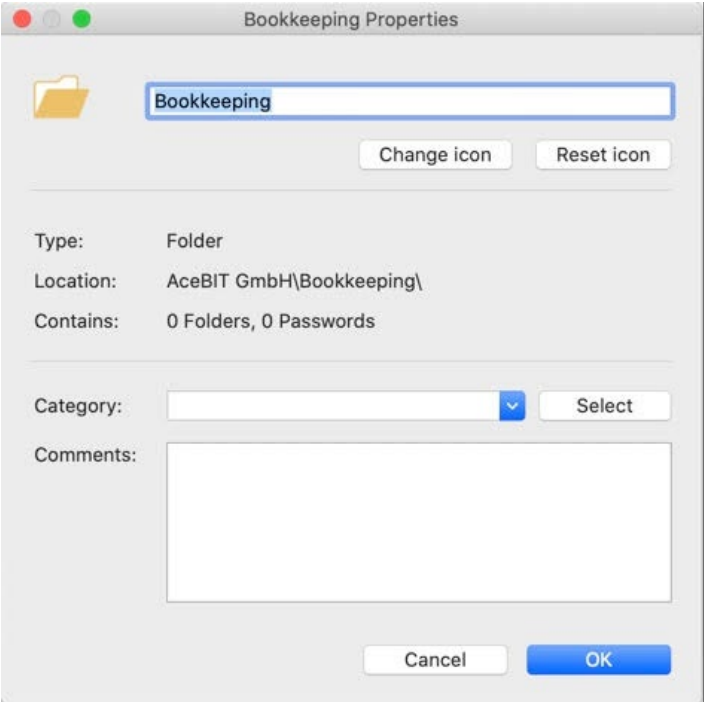 Bookkeeping Properties
Bookkeeping
Change icon Reset icon
Type: Folder
Location: AceBIT GmbH\Bookkeeping\
Contains: 0 Folders, 0 Passwords
Category: Select
Comments:
Cancel OK